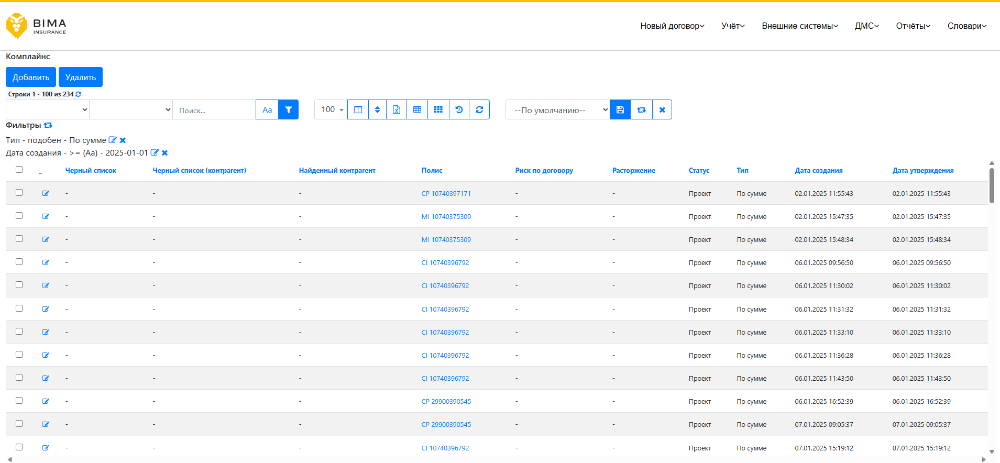 BIMA
INSURANCE
Новый договор Учёт Внешние системы ДМС Отчёты Словари
Комплайнс
Добавить Удалить
Строки 1 - 100 из 234
Поиск... Aa 100 --По умолчанию--
Фильтры
Тип - подобен - По сумме
Дата создания - >= (Aa) - 2025-01-01
_ Черный список Черный список (контрагент) Найденный контрагент Полис Риск по договору Расторжение Статус Тип Дата создания Дата утверждения
- - - CP 10740397171 - - Проект По сумме 02.01.2025 11:55:43 02.01.2025 11:55:43
- - - MI 10740375309 - - Проект По сумме 02.01.2025 15:47:35 02.01.2025 15:47:35
- - - MI 10740375309 - - Проект По сумме 02.01.2025 15:48:34 02.01.2025 15:48:34
- - - CI 10740396792 - - Проект По сумме 06.01.2025 09:56:50 06.01.2025 09:56:50
- - - CI 10740396792 - - Проект По сумме 06.01.2025 11:30:02 06.01.2025 11:30:02
- - - CI 10740396792 - - Проект По сумме 06.01.2025 11:31:32 06.01.2025 11:31:32
- - - CI 10740396792 - - Проект По сумме 06.01.2025 11:33:10 06.01.2025 11:33:10
- - - CI 10740396792 - - Проект По сумме 06.01.2025 11:36:28 06.01.2025 11:36:28
- - - CI 10740396792 - - Проект По сумме 06.01.2025 11:43:50 06.01.2025 11:43:50
- - - CP 29900390545 - - Проект По сумме 06.01.2025 16:52:39 06.01.2025 16:52:39
- - - CP 29900390545 - - Проект По сумме 07.01.2025 09:05:37 07.01.2025 09:05:37
- - - CI 10740396792 - - Проект По сумме 07.01.2025 15:19:12 07.01.2025 15:19:12